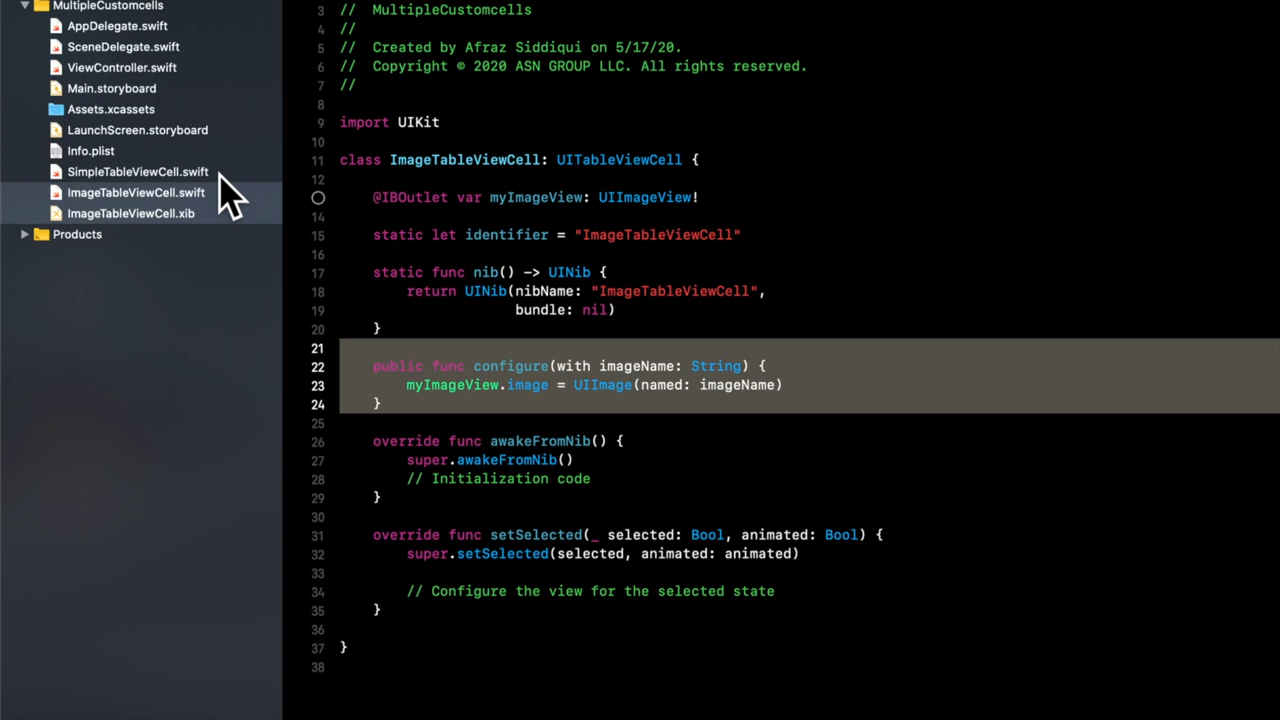 MultipleCustomcells
AppDelegate.swift
SceneDelegate.swift
ViewController.swift
Main.storyboard
Assets.xcassets
LaunchScreen.storyboard
Info.plist
SimpleTableViewCell.swift
ImageTableViewCell.swift
ImageTableViewCell.xib
Products
3 //  MultipleCustomcells
4 //
5 //  Created by Afraz Siddiqui on 5/17/20.
6 //  Copyright © 2020 ASN GROUP LLC. All rights reserved.
7 //
8
9 import UIKit
10
11 class ImageTableViewCell: UITableViewCell {
12
@IBOutlet var myImageView: UIImageView!
14
15 static let identifier = "ImageTableViewCell"
16
17 static func nib() -> UINib {
18 return UINib(nibName: "ImageTableViewCell",
19 bundle: nil)
20 }
21
22 public func configure(with imageName: String) {
23 myImageView.image = UIImage(named: imageName)
24 }
25
26 override func awakeFromNib() {
27 super.awakeFromNib()
28 // Initialization code
29 }
30
31 override func setSelected(_ selected: Bool, animated: Bool) {
32 super.setSelected(selected, animated: animated)
33
34 // Configure the view for the selected state
35 }
36
37 }
38